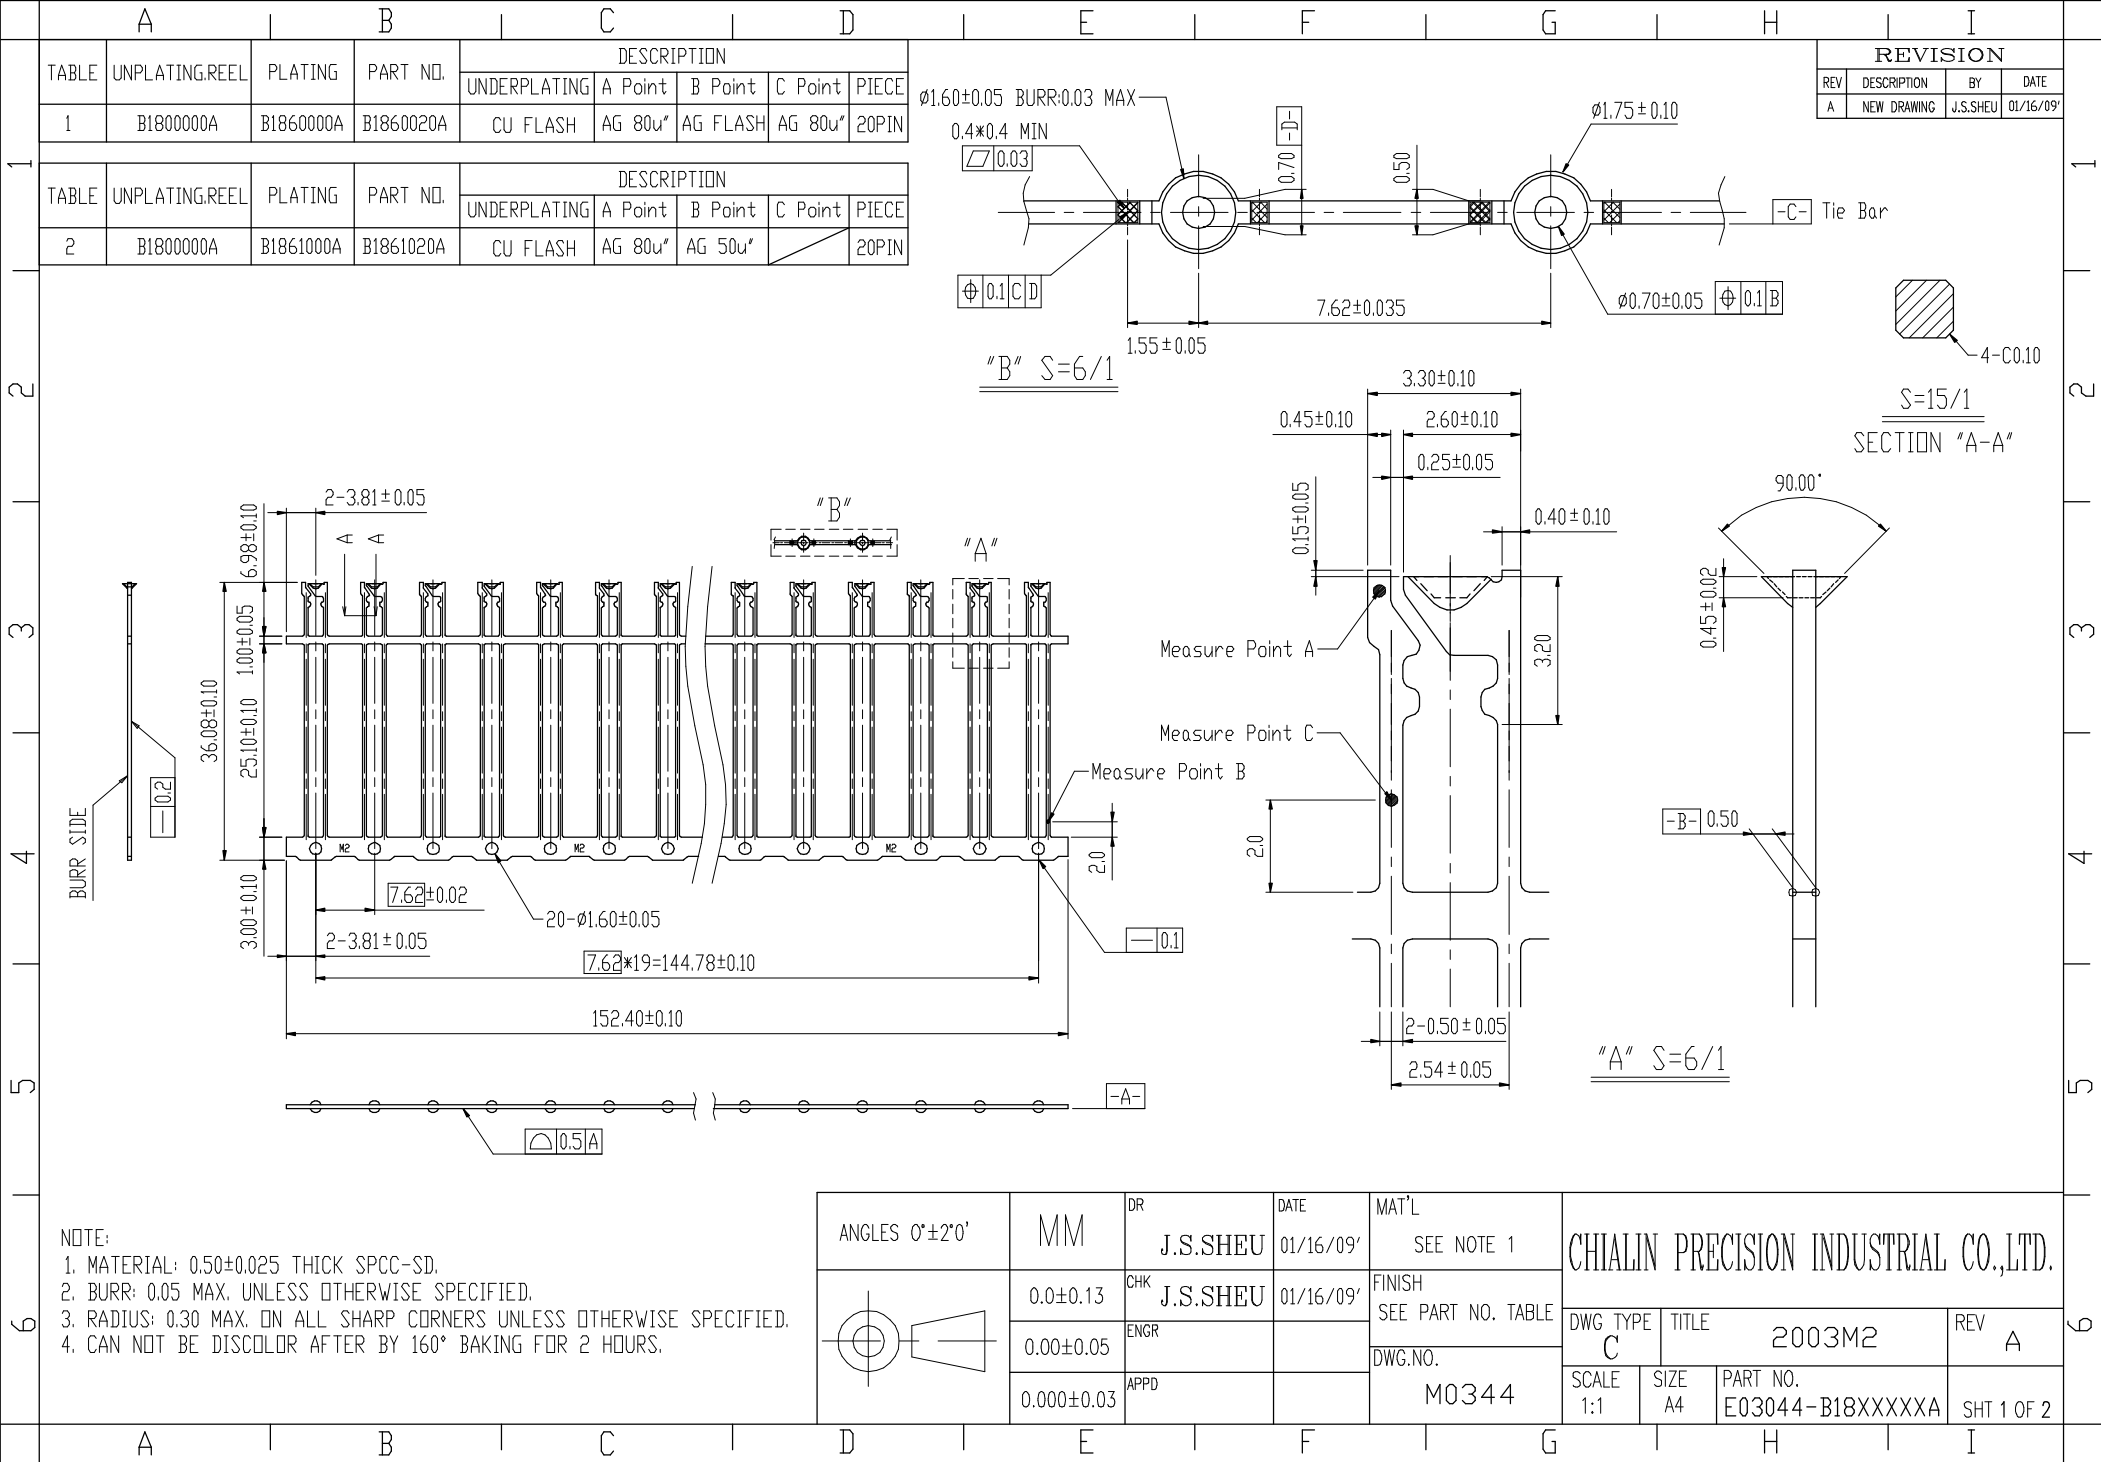 A B C D E F G H I
TABLE UNPLATING.REEL PLATING PART NO. DESCRIPTION
UNDERPLATING A Point B Point C Point PIECE
1 B1800000A B1860000A B1860020A CU FLASH AG 80u" AG FLASH AG 80u" 20PIN
TABLE UNPLATING.REEL PLATING PART NO. DESCRIPTION
UNDERPLATING A Point B Point C Point PIECE
2 B1800000A B1861000A B1861020A CU FLASH AG 80u" AG 50u" 20PIN
REVISION
REV DESCRIPTION BY DATE
A NEW DRAWING J.S.SHEU 01/16/09'
1
1
2
2
3
3
4
4
5
5
6
6
ø1.60±0.05 BURR:0.03 MAX
0.4*0.4 MIN
0.03
0.70 -D-
0.50
ø1.75±0.10
-C- Tie Bar
0.1 C D
7.62±0.035
ø0.70±0.05 0.1 B
1.55±0.05
"B" S=6/1
4-C0.10
S=15/1
SECTION "A-A"
3.30±0.10
0.45±0.10
2.60±0.10
0.25±0.05
0.15±0.05
0.40±0.10
3.20
Measure Point A
Measure Point C
2.0
2-0.50±0.05
2.54±0.05
"A" S=6/1
90.00°
0.45±0.02
-B- 0.50
2-3.81±0.05
6.98±0.10
A A
"B"
"A"
1.00±0.05
36.08±0.10
25.10±0.10
0.2
BURR SIDE
Measure Point B
M2 M2 M2
2.0
3.00±0.10
7.62±0.02
20-ø1.60±0.05
2-3.81±0.05
0.1
7.62*19=144.78±0.10
152.40±0.10
-A-
0.5 A
NOTE:
1. MATERIAL: 0.50±0.025 THICK SPCC-SD.
2. BURR: 0.05 MAX. UNLESS OTHERWISE SPECIFIED.
3. RADIUS: 0.30 MAX. ON ALL SHARP CORNERS UNLESS OTHERWISE SPECIFIED.
4. CAN NOT BE DISCOLOR AFTER BY 160° BAKING FOR 2 HOURS.
ANGLES 0°±2°0'
MM
0.0±0.13
0.00±0.05
0.000±0.03
DR J.S.SHEU
DATE 01/16/09'
CHK J.S.SHEU 01/16/09'
ENGR
APPD
MAT'L
SEE NOTE 1
FINISH
SEE PART NO. TABLE
DWG.NO.
M0344
CHIALIN PRECISION INDUSTRIAL CO.,LTD.
DWG TYPE C
TITLE 2003M2
REV A
SCALE 1:1
SIZE A4
PART NO.
E03044-B18XXXXXA
SHT 1 OF 2
A B C D E F G H I